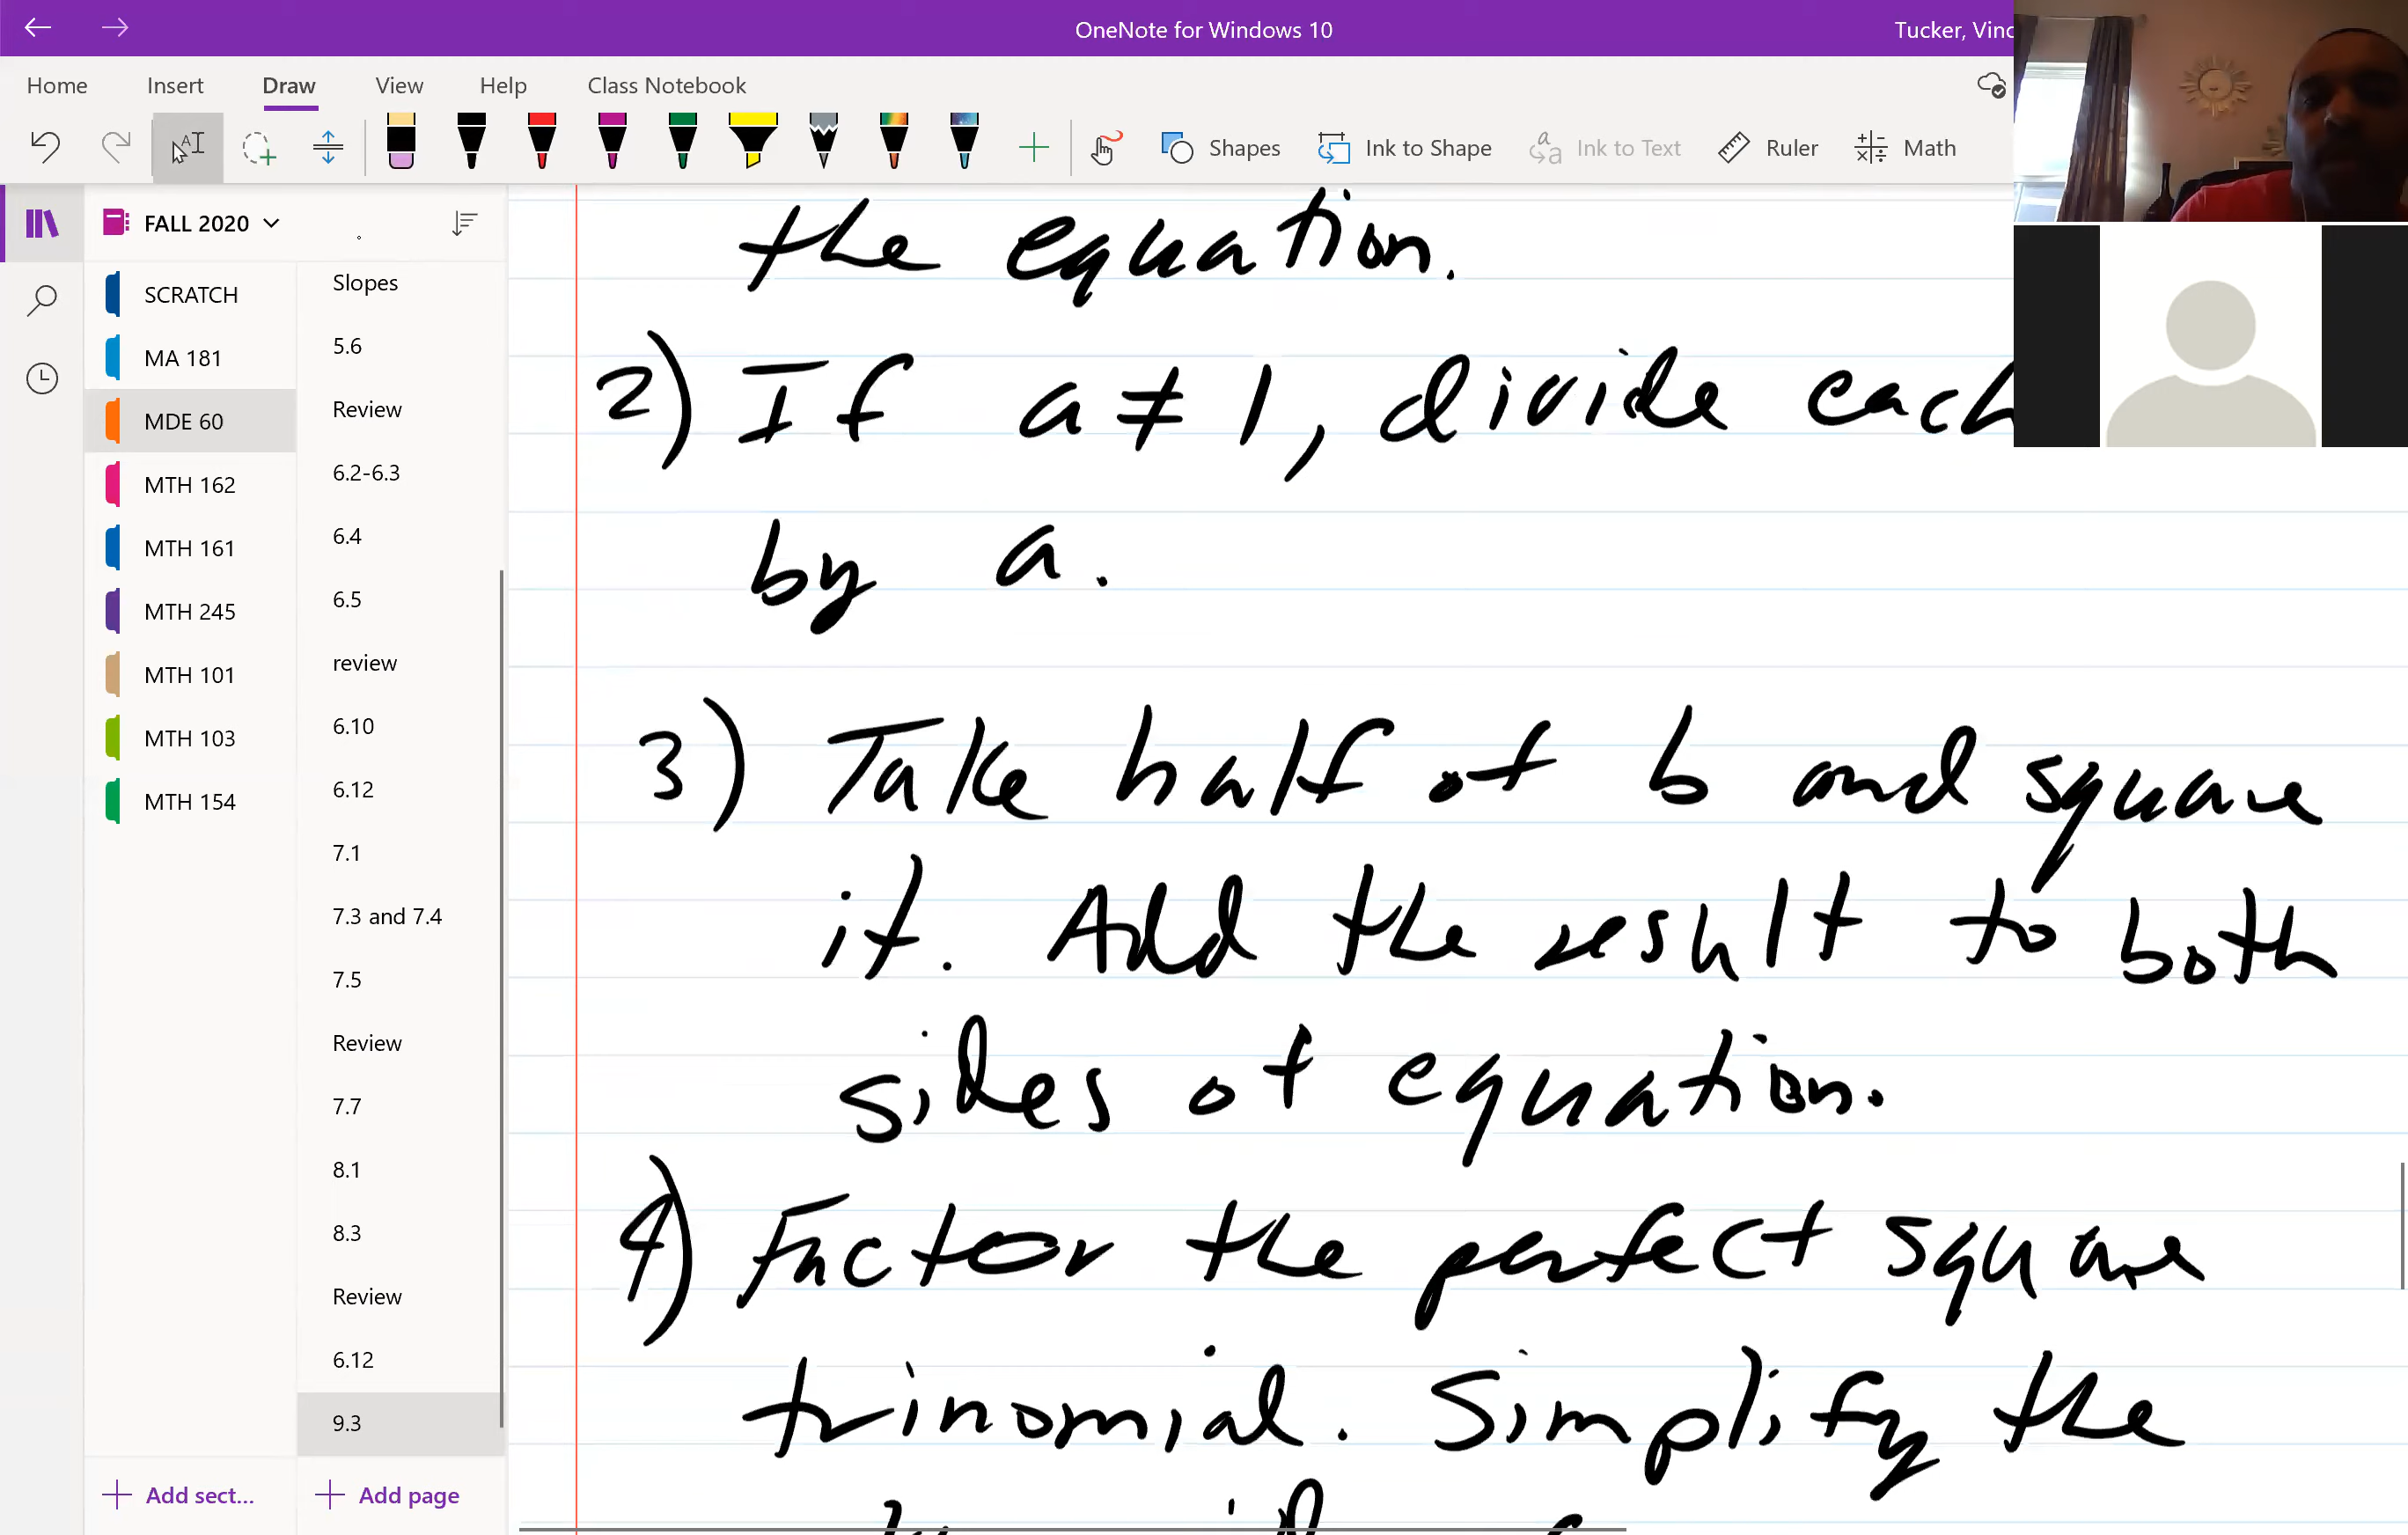 OneNote for Windows 10
Tucker, Vinc
Home Insert Draw View Help Class Notebook
Shapes Ink to Shape Ink to Text Ruler Math
FALL 2020
SCRATCH
MA 181
MDE 60
MTH 162
MTH 161
MTH 245
MTH 101
MTH 103
MTH 154
Add sect...
Slopes
5.6
Review
6.2-6.3
6.4
6.5
review
6.10
6.12
7.1
7.3 and 7.4
7.5
Review
7.7
8.1
8.3
Review
6.12
9.3
Add page
the equation.
2) If a ≠ 1, divide each
by a.
3) Take half of b and square
it. Add the result to both
sides of equation.
4) Factor the perfect square
trinomial. Simplify the